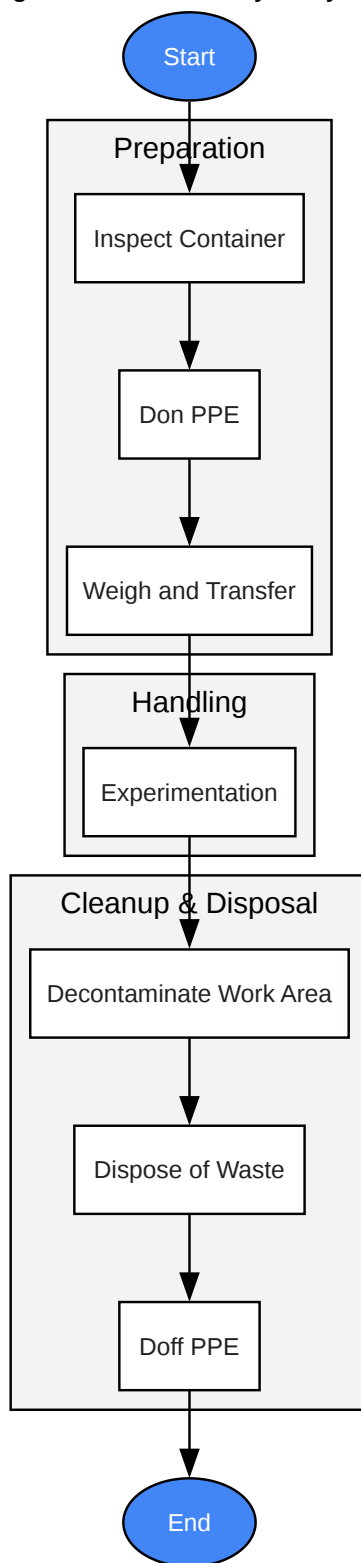 Start
Preparation
Inspect Container
Don PPE
Weigh and Transfer
Handling
Experimentation
Cleanup & Disposal
Decontaminate Work Area
Dispose of Waste
Doff PPE
End